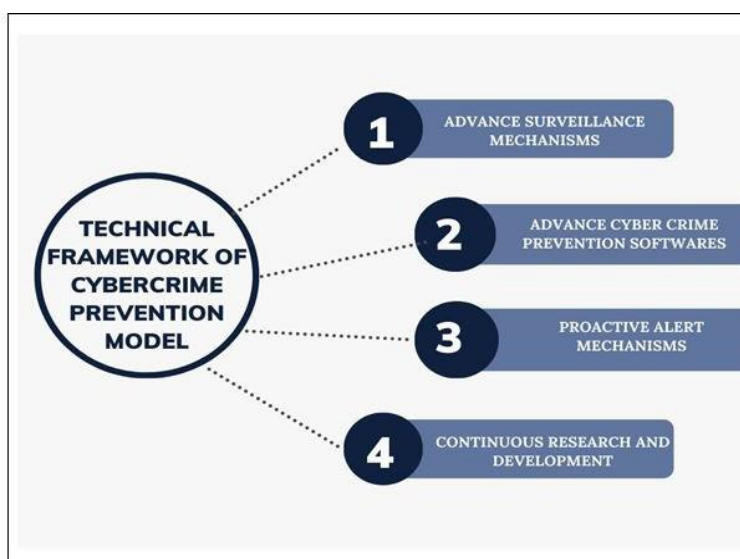 TECHNICAL
FRAMEWORK OF
CYBERCRIME
PREVENTION
MODEL
1
ADVANCE SURVEILLANCE
MECHANISMS
2
ADVANCE CYBER CRIME
PREVENTION SOFTWARES
3
PROACTIVE ALERT
MECHANISMS
4
CONTINUOUS RESEARCH AND
DEVELOPMENT